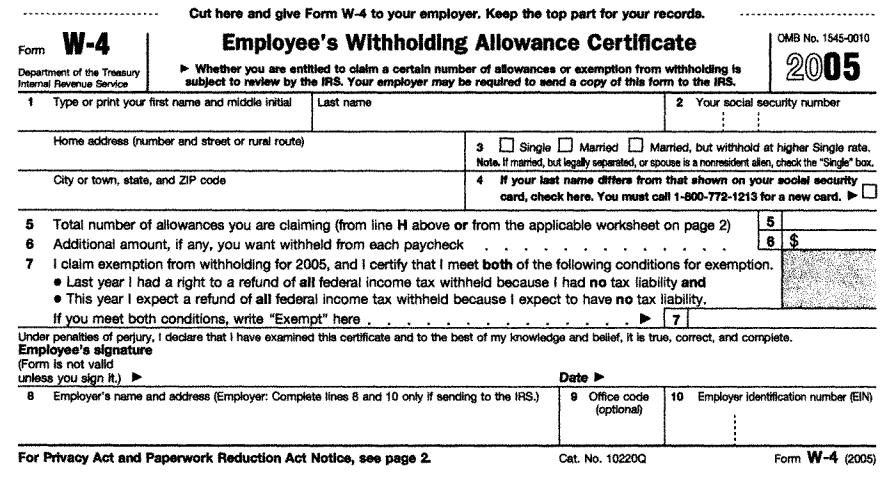 Cut here and give Form W-4 to your employer. Keep the top part for your records.
Form W-4
Department of the Treasury
Internal Revenue Service
Employee's Withholding Allowance Certificate
► Whether you are entitled to claim a certain number of allowances or exemption from withholding is
subject to review by the IRS. Your employer may be required to send a copy of this form to the IRS.
OMB No. 1545-0010
2005
1 Type or print your first name and middle initial
Last name
2 Your social security number
Home address (number and street or rural route)
3 Single Married Married, but withhold at higher Single rate.
Note. If married, but legally separated, or spouse is a nonresident alien, check the "Single" box.
City or town, state, and ZIP code
4 If your last name differs from that shown on your social security
card, check here. You must call 1-800-772-1213 for a new card. ►
5 Total number of allowances you are claiming (from line H above or from the applicable worksheet on page 2) 5
6 Additional amount, if any, you want withheld from each paycheck . . . . . . . . . . . . . . 6 $
7 I claim exemption from withholding for 2005, and I certify that I meet both of the following conditions for exemption.
● Last year I had a right to a refund of all federal income tax withheld because I had no tax liability and
● This year I expect a refund of all federal income tax withheld because I expect to have no tax liability.
If you meet both conditions, write "Exempt" here . . . . . . . . . . . . . . ► 7
Under penalties of perjury, I declare that I have examined this certificate and to the best of my knowledge and belief, it is true, correct, and complete.
Employee's signature
(Form is not valid
unless you sign it.) ►
Date ►
8 Employer's name and address (Employer: Complete lines 8 and 10 only if sending to the IRS.)
9 Office code
(optional)
10 Employer identification number (EIN)
For Privacy Act and Paperwork Reduction Act Notice, see page 2.
Cat. No. 10220Q
Form W-4 (2005)